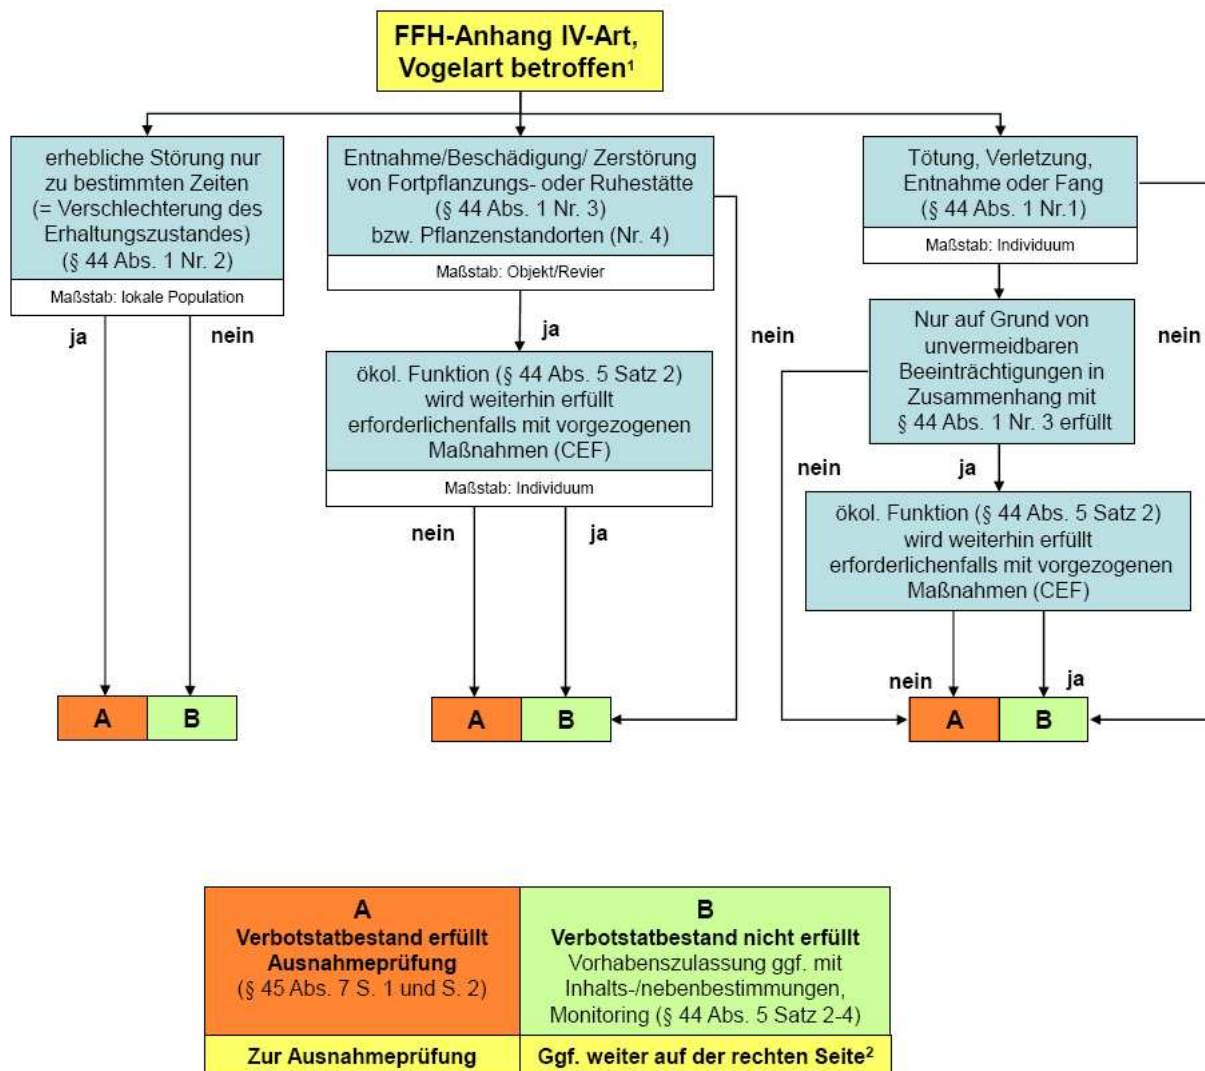 FFH-Anhang IV-Art,
Vogelart betroffen¹
erhebliche Störung nur
zu bestimmten Zeiten
(= Verschlechterung des
Erhaltungszustandes)
(§ 44 Abs. 1 Nr. 2)
Maßstab: lokale Population
ja
nein
Entnahme/Beschädigung/ Zerstörung
von Fortpflanzungs- oder Ruhestätte
(§ 44 Abs. 1 Nr. 3)
bzw. Pflanzenstandorten (Nr. 4)
Maßstab: Objekt/Revier
ja
nein
ökol. Funktion (§ 44 Abs. 5 Satz 2)
wird weiterhin erfüllt
erforderlichenfalls mit vorgezogenen
Maßnahmen (CEF)
Maßstab: Individuum
nein
ja
Tötung, Verletzung,
Entnahme oder Fang
(§ 44 Abs. 1 Nr.1)
Maßstab: Individuum
nein
Nur auf Grund von
unvermeidbaren
Beeinträchtigungen in
Zusammenhang mit
§ 44 Abs. 1 Nr. 3 erfüllt
nein
ja
ökol. Funktion (§ 44 Abs. 5 Satz 2)
wird weiterhin erfüllt
erforderlichenfalls mit vorgezogenen
Maßnahmen (CEF)
nein
ja
A B
A B
A B
A
Verbotstatbestand erfüllt
Ausnahmeprüfung
(§ 45 Abs. 7 S. 1 und S. 2)
Zur Ausnahmeprüfung
B
Verbotstatbestand nicht erfüllt
Vorhabenszulassung ggf. mit
Inhalts-/nebenbestimmungen,
Monitoring (§ 44 Abs. 5 Satz 2-4)
Ggf. weiter auf der rechten Seite²